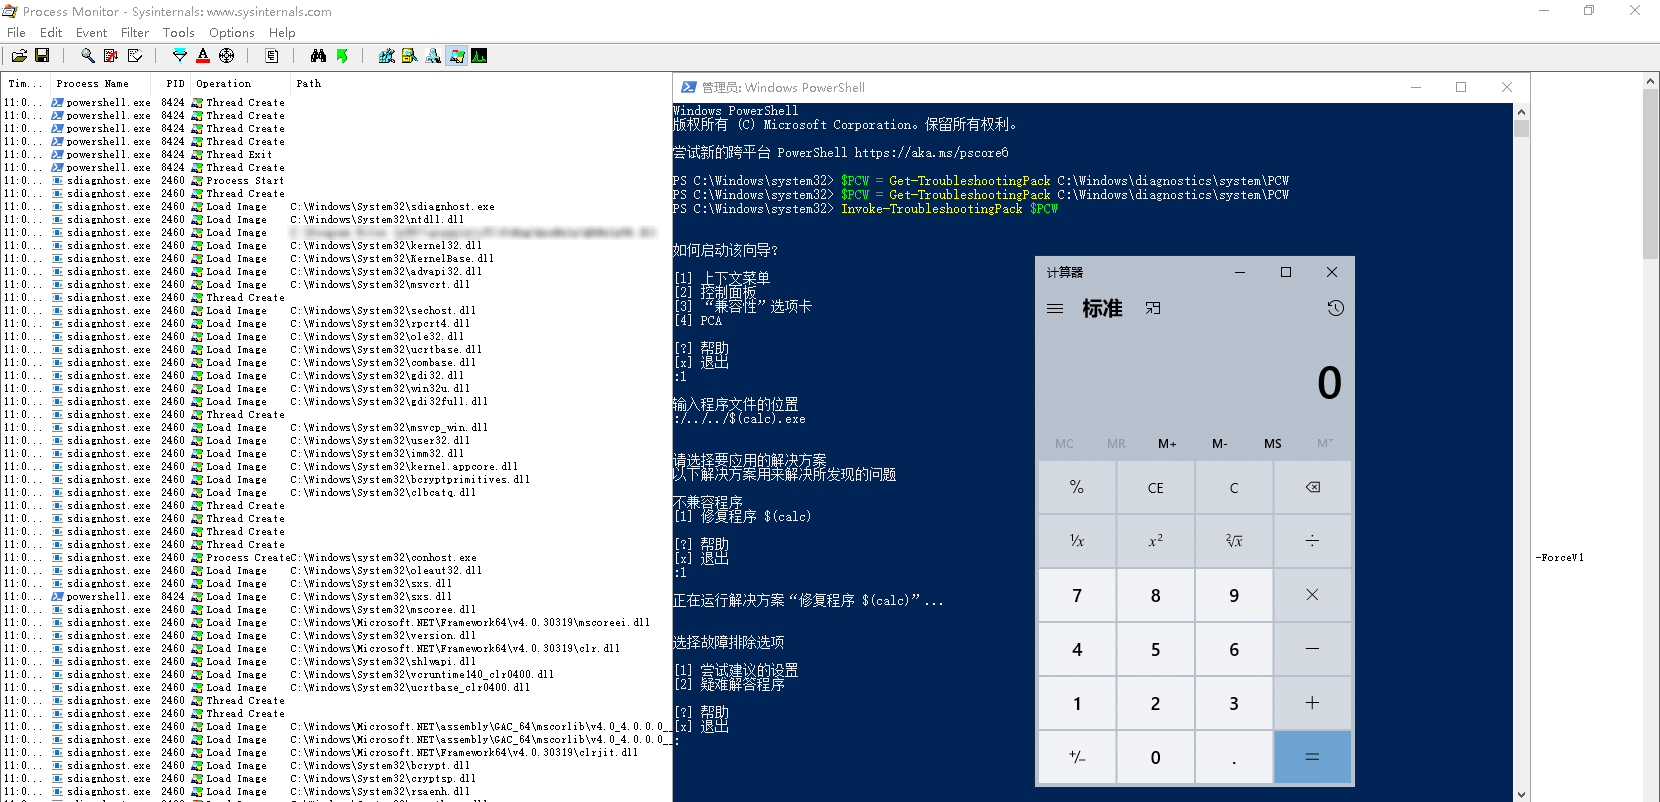 Process Monitor - Sysinternals: www.sysinternals.com
File Edit Event Filter Tools Options Help
Tim... Process Name PID Operation Path
11:0... powershell.exe 8424 Thread Create
11:0... powershell.exe 8424 Thread Create
11:0... powershell.exe 8424 Thread Create
11:0... powershell.exe 8424 Thread Create
11:0... powershell.exe 8424 Thread Exit
11:0... powershell.exe 8424 Thread Create
11:0... sdiagnhost.exe 2460 Process Start
11:0... sdiagnhost.exe 2460 Thread Create
11:0... sdiagnhost.exe 2460 Load Image C:\Windows\System32\sdiagnhost.exe
11:0... sdiagnhost.exe 2460 Load Image C:\Windows\System32\ntdll.dll
11:0... sdiagnhost.exe 2460 Load Image
11:0... sdiagnhost.exe 2460 Load Image C:\Windows\System32\kernel32.dll
11:0... sdiagnhost.exe 2460 Load Image C:\Windows\System32\KernelBase.dll
11:0... sdiagnhost.exe 2460 Load Image C:\Windows\System32\advapi32.dll
11:0... sdiagnhost.exe 2460 Load Image C:\Windows\System32\msvcrt.dll
11:0... sdiagnhost.exe 2460 Thread Create
11:0... sdiagnhost.exe 2460 Load Image C:\Windows\System32\sechost.dll
11:0... sdiagnhost.exe 2460 Load Image C:\Windows\System32\rpcrt4.dll
11:0... sdiagnhost.exe 2460 Load Image C:\Windows\System32\ole32.dll
11:0... sdiagnhost.exe 2460 Load Image C:\Windows\System32\ucrtbase.dll
11:0... sdiagnhost.exe 2460 Load Image C:\Windows\System32\combase.dll
11:0... sdiagnhost.exe 2460 Load Image C:\Windows\System32\gdi32.dll
11:0... sdiagnhost.exe 2460 Load Image C:\Windows\System32\win32u.dll
11:0... sdiagnhost.exe 2460 Load Image C:\Windows\System32\gdi32full.dll
11:0... sdiagnhost.exe 2460 Thread Create
11:0... sdiagnhost.exe 2460 Load Image C:\Windows\System32\msvcp_win.dll
11:0... sdiagnhost.exe 2460 Load Image C:\Windows\System32\user32.dll
11:0... sdiagnhost.exe 2460 Load Image C:\Windows\System32\imm32.dll
11:0... sdiagnhost.exe 2460 Load Image C:\Windows\System32\kernel.appcore.dll
11:0... sdiagnhost.exe 2460 Load Image C:\Windows\System32\bcryptprimitives.dll
11:0... sdiagnhost.exe 2460 Load Image C:\Windows\System32\clbcatq.dll
11:0... sdiagnhost.exe 2460 Thread Create
11:0... sdiagnhost.exe 2460 Thread Create
11:0... sdiagnhost.exe 2460 Thread Create
11:0... sdiagnhost.exe 2460 Thread Create
11:0... sdiagnhost.exe 2460 Process Create C:\Windows\System32\conhost.exe
11:0... sdiagnhost.exe 2460 Load Image C:\Windows\System32\oleaut32.dll
11:0... sdiagnhost.exe 2460 Load Image C:\Windows\System32\sxs.dll
11:0... powershell.exe 8424 Load Image C:\Windows\System32\sxs.dll
11:0... sdiagnhost.exe 2460 Load Image C:\Windows\System32\mscoree.dll
11:0... sdiagnhost.exe 2460 Load Image C:\Windows\Microsoft.NET\Framework64\v4.0.30319\mscoreei.dll
11:0... sdiagnhost.exe 2460 Load Image C:\Windows\System32\version.dll
11:0... sdiagnhost.exe 2460 Load Image C:\Windows\Microsoft.NET\Framework64\v4.0.30319\clr.dll
11:0... sdiagnhost.exe 2460 Load Image C:\Windows\System32\shlwapi.dll
11:0... sdiagnhost.exe 2460 Load Image C:\Windows\System32\vcruntime140_clr0400.dll
11:0... sdiagnhost.exe 2460 Load Image C:\Windows\System32\ucrtbase_clr0400.dll
11:0... sdiagnhost.exe 2460 Thread Create
11:0... sdiagnhost.exe 2460 Thread Create
11:0... sdiagnhost.exe 2460 Load Image C:\Windows\Microsoft.NET\assembly\GAC_64\mscorlib\v4.0_4.0.0.0__
11:0... sdiagnhost.exe 2460 Load Image C:\Windows\Microsoft.NET\assembly\GAC_64\mscorlib\v4.0_4.0.0.0__
11:0... sdiagnhost.exe 2460 Load Image C:\Windows\Microsoft.NET\Framework64\v4.0.30319\clrjit.dll
11:0... sdiagnhost.exe 2460 Load Image C:\Windows\System32\bcrypt.dll
11:0... sdiagnhost.exe 2460 Load Image C:\Windows\System32\cryptsp.dll
11:0... sdiagnhost.exe 2460 Load Image C:\Windows\System32\rsaenh.dll
管理员: Windows PowerShell
Windows PowerShell
版权所有 (C) Microsoft Corporation。保留所有权利。
尝试新的跨平台 PowerShell https://aka.ms/pscore6
PS C:\Windows\system32> $PCW = Get-TroubleshootingPack C:\Windows\diagnostics\system\PCW
PS C:\Windows\system32> $PCW = Get-TroubleshootingPack C:\Windows\diagnostics\system\PCW
PS C:\Windows\system32> Invoke-TroubleshootingPack $PCW
如何启动该向导?
[1] 上下文菜单
[2] 控制面板
[3] “兼容性”选项卡
[4] PCA
[?] 帮助
[x] 退出
:1
输入程序文件的位置
:/../../$(calc).exe
请选择要应用的解决方案
以下解决方案用来解决所发现的问题
不兼容程序
[1] 修复程序 $(calc)
[?] 帮助
[x] 退出
:1
正在运行解决方案“修复程序 $(calc)”...
选择故障排除选项
[1] 尝试建议的设置
[2] 疑难解答程序
[?] 帮助
[x] 退出
:
计算器
标准
0
MC MR M+ M- MS M˅
% CE C
1/x x² ²√x ÷
7 8 9 ×
4 5 6 −
1 2 3 +
+/− 0 . =
-ForceV1